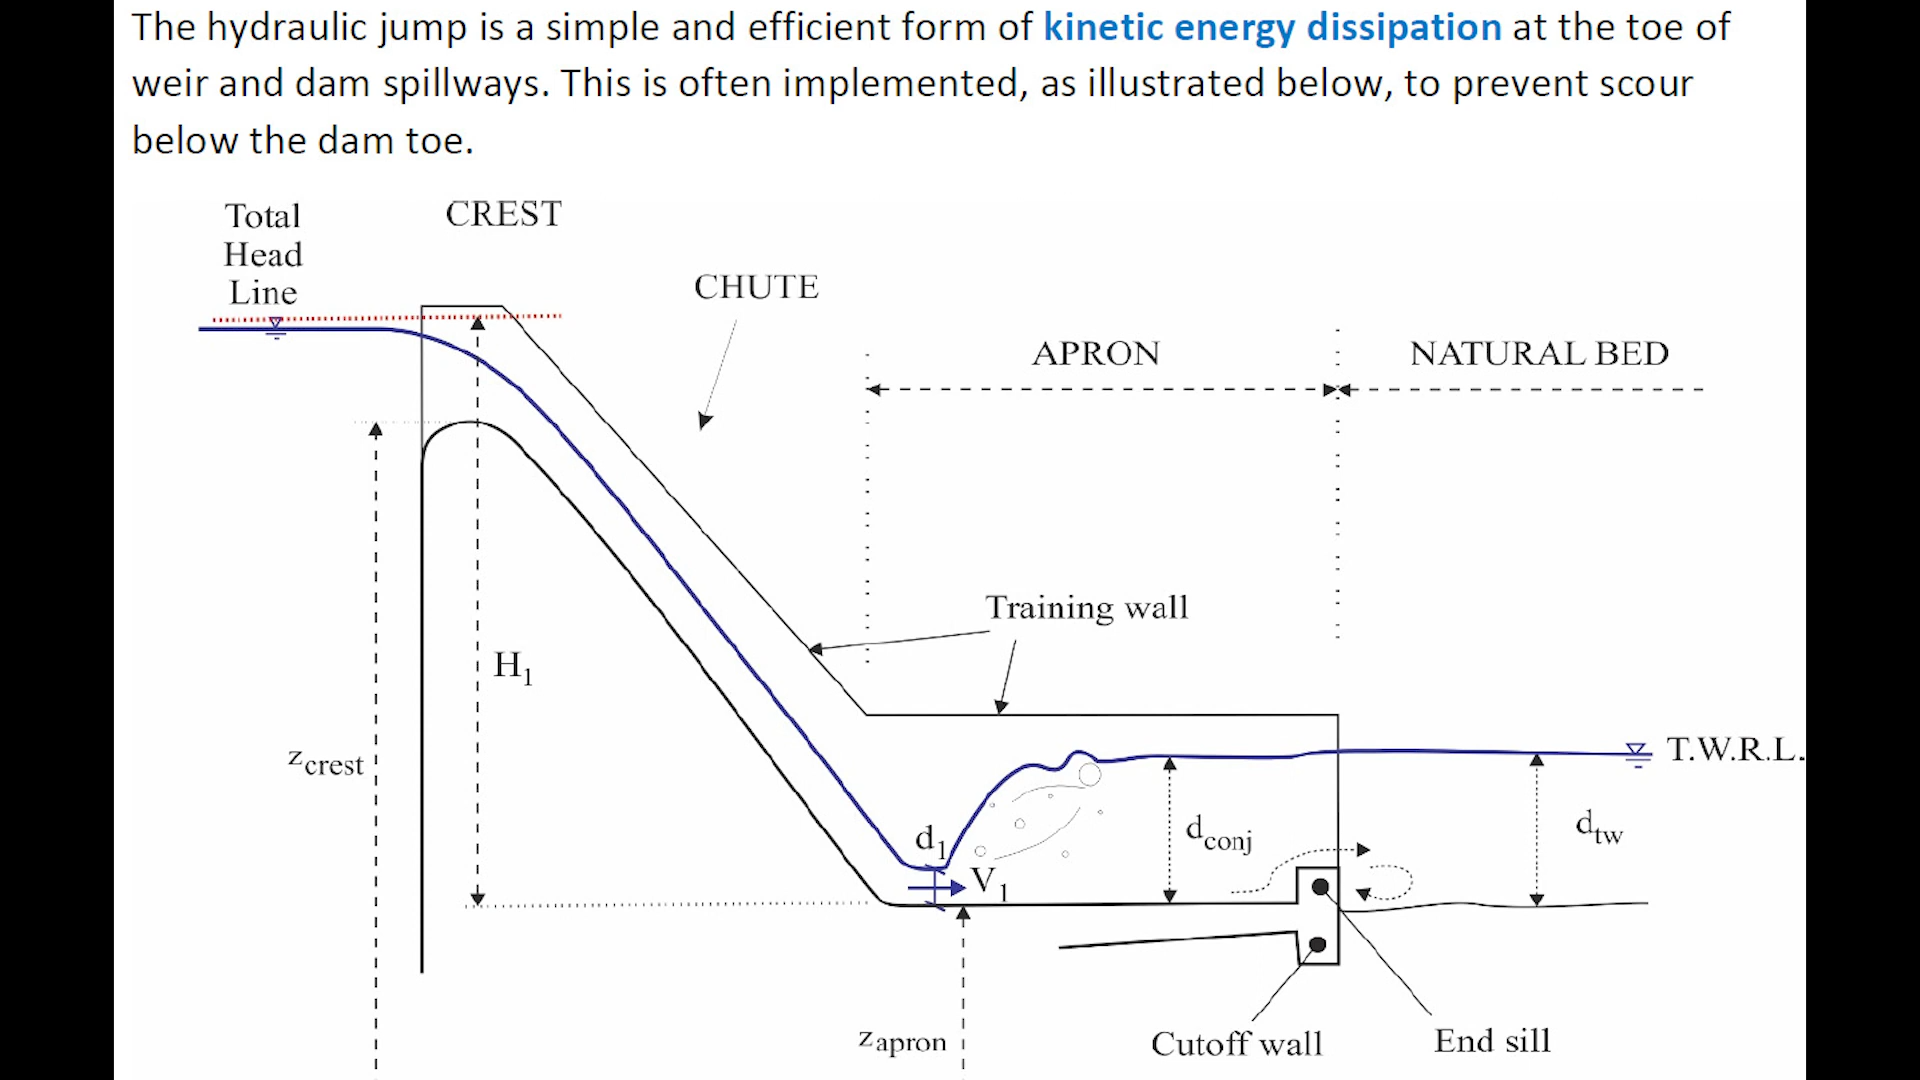 The hydraulic jump is a simple and efficient form of kinetic energy dissipation at the toe of
weir and dam spillways. This is often implemented, as illustrated below, to prevent scour
below the dam toe.
Total
Head
Line
CREST
CHUTE
APRON
NATURAL BED
Training wall
H1
zcrest
T.W.R.L.
d1
V1
dconj
dtw
zapron
Cutoff wall
End sill